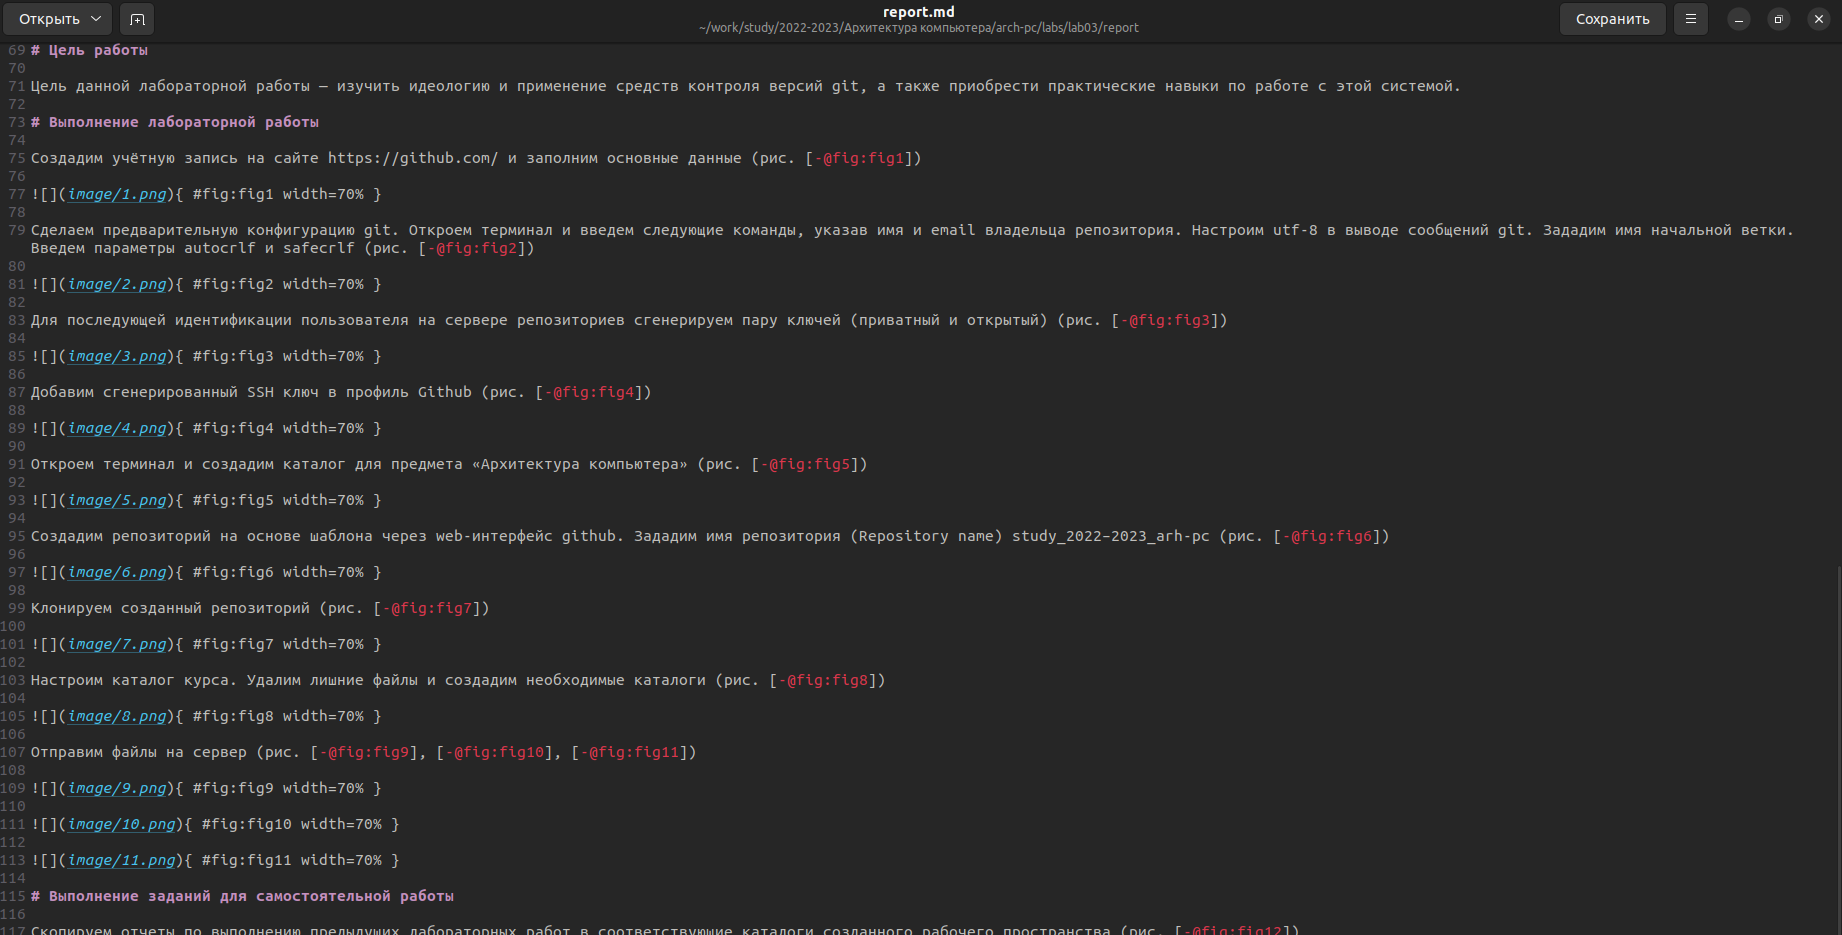 Открыть
report.md
~/work/study/2022-2023/Архитектура компьютера/arch-pc/labs/lab03/report
Сохранить
69 # Цель работы
70
71 Цель данной лабораторной работы — изучить идеологию и применение средств контроля версий git, а также приобрести практические навыки по работе с этой системой.
72
73 # Выполнение лабораторной работы
74
75 Создадим учётную запись на сайте https://github.com/ и заполним основные данные (рис. [-@fig:fig1])
76
77 ![](image/1.png){ #fig:fig1 width=70% }
78
79 Сделаем предварительную конфигурацию git. Откроем терминал и введем следующие команды, указав имя и email владельца репозитория. Настроим utf-8 в выводе сообщений git. Зададим имя начальной ветки.
Введем параметры autocrlf и safecrlf (рис. [-@fig:fig2])
80
81 ![](image/2.png){ #fig:fig2 width=70% }
82
83 Для последующей идентификации пользователя на сервере репозиториев сгенерируем пару ключей (приватный и открытый) (рис. [-@fig:fig3])
84
85 ![](image/3.png){ #fig:fig3 width=70% }
86
87 Добавим сгенерированный SSH ключ в профиль Github (рис. [-@fig:fig4])
88
89 ![](image/4.png){ #fig:fig4 width=70% }
90
91 Откроем терминал и создадим каталог для предмета «Архитектура компьютера» (рис. [-@fig:fig5])
92
93 ![](image/5.png){ #fig:fig5 width=70% }
94
95 Создадим репозиторий на основе шаблона через web-интерфейс github. Зададим имя репозитория (Repository name) study_2022–2023_arh-pc (рис. [-@fig:fig6])
96
97 ![](image/6.png){ #fig:fig6 width=70% }
98
99 Клонируем созданный репозиторий (рис. [-@fig:fig7])
100
101 ![](image/7.png){ #fig:fig7 width=70% }
102
103 Настроим каталог курса. Удалим лишние файлы и создадим необходимые каталоги (рис. [-@fig:fig8])
104
105 ![](image/8.png){ #fig:fig8 width=70% }
106
107 Отправим файлы на сервер (рис. [-@fig:fig9], [-@fig:fig10], [-@fig:fig11])
108
109 ![](image/9.png){ #fig:fig9 width=70% }
110
111 ![](image/10.png){ #fig:fig10 width=70% }
112
113 ![](image/11.png){ #fig:fig11 width=70% }
114
115 # Выполнение заданий для самостоятельной работы
116
117 Скопируем отчеты по выполнению предыдущих лабораторных работ в соответствующие каталоги созданного рабочего пространства (рис. [-@fig:fig12])